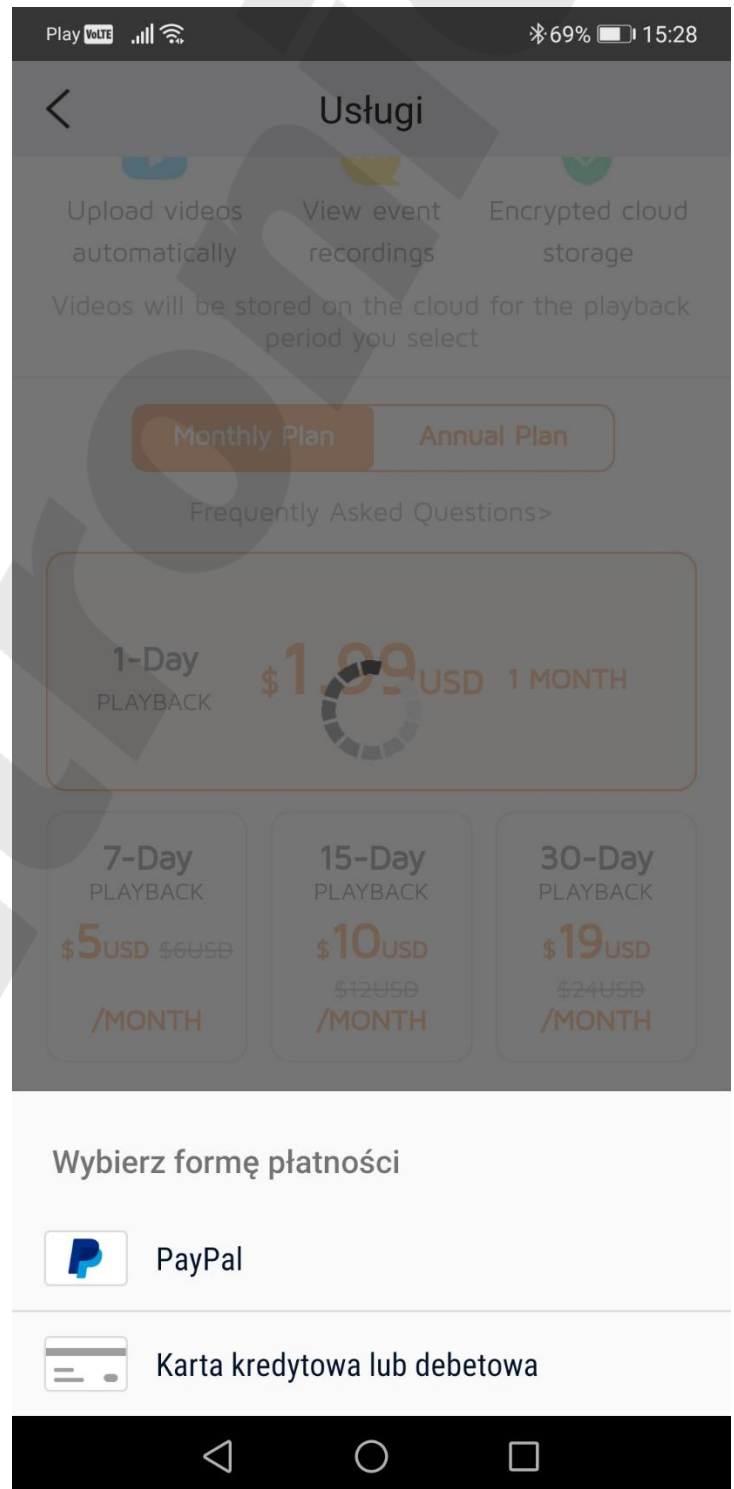 Play VoLTE 69% 15:28
Usługi
Upload videos automatically
View event recordings
Encrypted cloud storage
Videos will be stored on the cloud for the playback
period you select
Monthly Plan Annual Plan
Frequently Asked Questions>
1-Day
PLAYBACK
$1.99USD 1 MONTH
7-Day
PLAYBACK
$5USD $6USD
/MONTH
15-Day
PLAYBACK
$10USD
$12USD
/MONTH
30-Day
PLAYBACK
$19USD
$24USD
/MONTH
Wybierz formę płatności
PayPal
Karta kredytowa lub debetowa